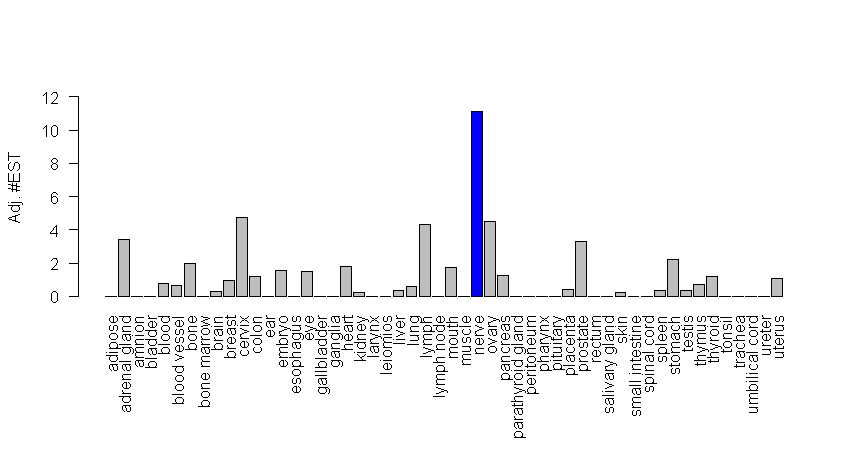 Adj. #EST
12
10
8
6
4
2
0
adipose
adrenal gland
amnion
bladder
blood
blood vessel
bone
bone marrow
brain
breast
cervix
colon
ear
embryo
esophagus
eye
gallbladder
ganglia
heart
kidney
larynx
leiomios
liver
lung
lymph
lymph node
mouth
muscle
nerve
ovary
pancreas
parathyroid gland
peritoneum
pharynx
pituitary
placenta
prostate
rectum
salivary gland
skin
small intestine
spinal cord
spleen
stomach
testis
thymus
thyroid
tonsil
trachea
umbilical cord
ureter
uterus